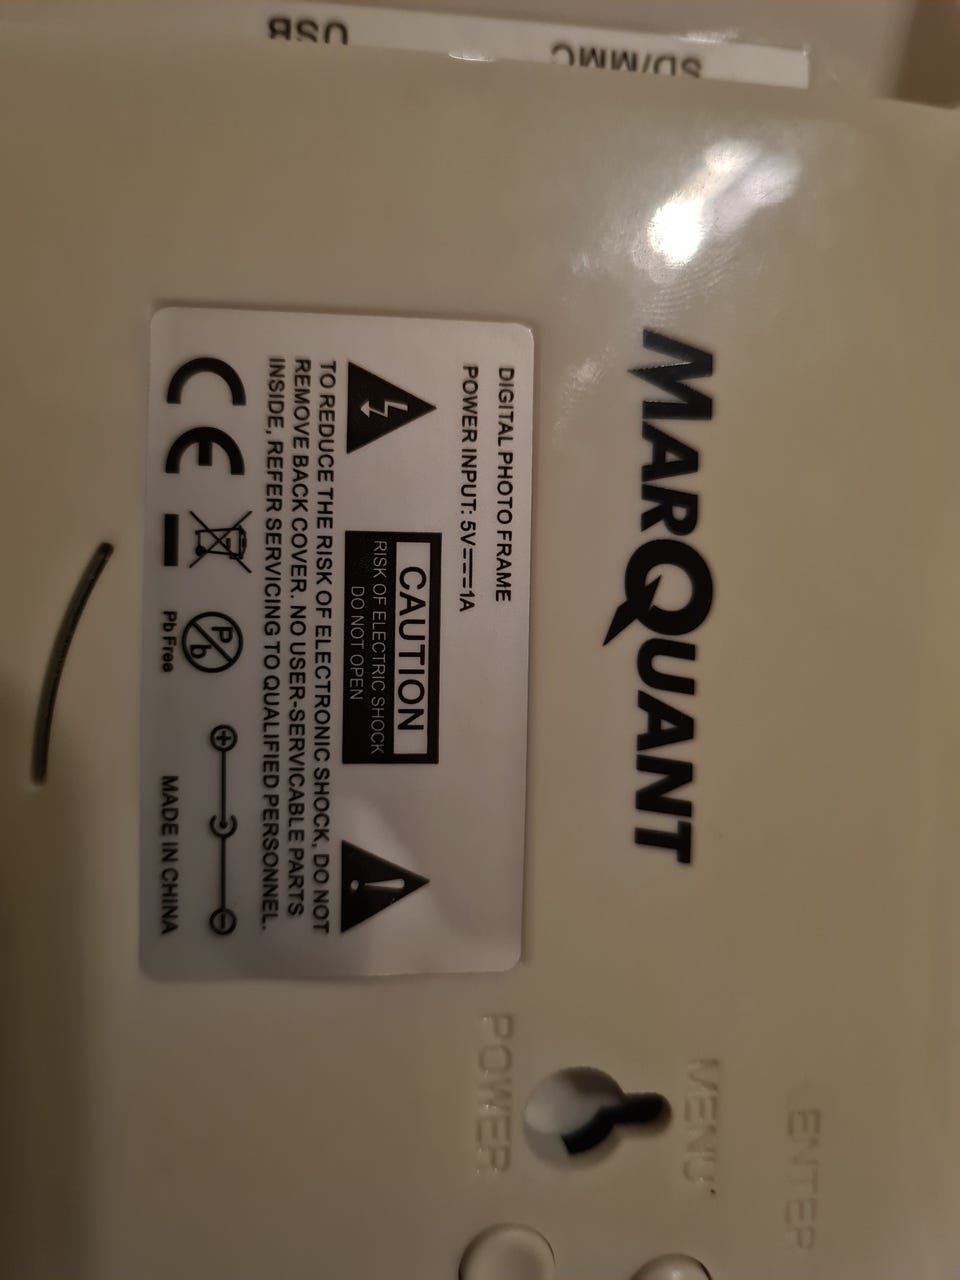 USB
SD/MMC
MARQUANT
DIGITAL PHOTO FRAME
POWER INPUT: 5V⎓1A
CAUTION
RISK OF ELECTRIC SHOCK
DO NOT OPEN
TO REDUCE THE RISK OF ELECTRONIC SHOCK, DO NOT
REMOVE BACK COVER. NO USER-SERVICABLE PARTS
INSIDE, REFER SERVICING TO QUALIFIED PERSONNEL.
CE
Pb
Pb Free
MADE IN CHINA
ENTER
MENU
POWER